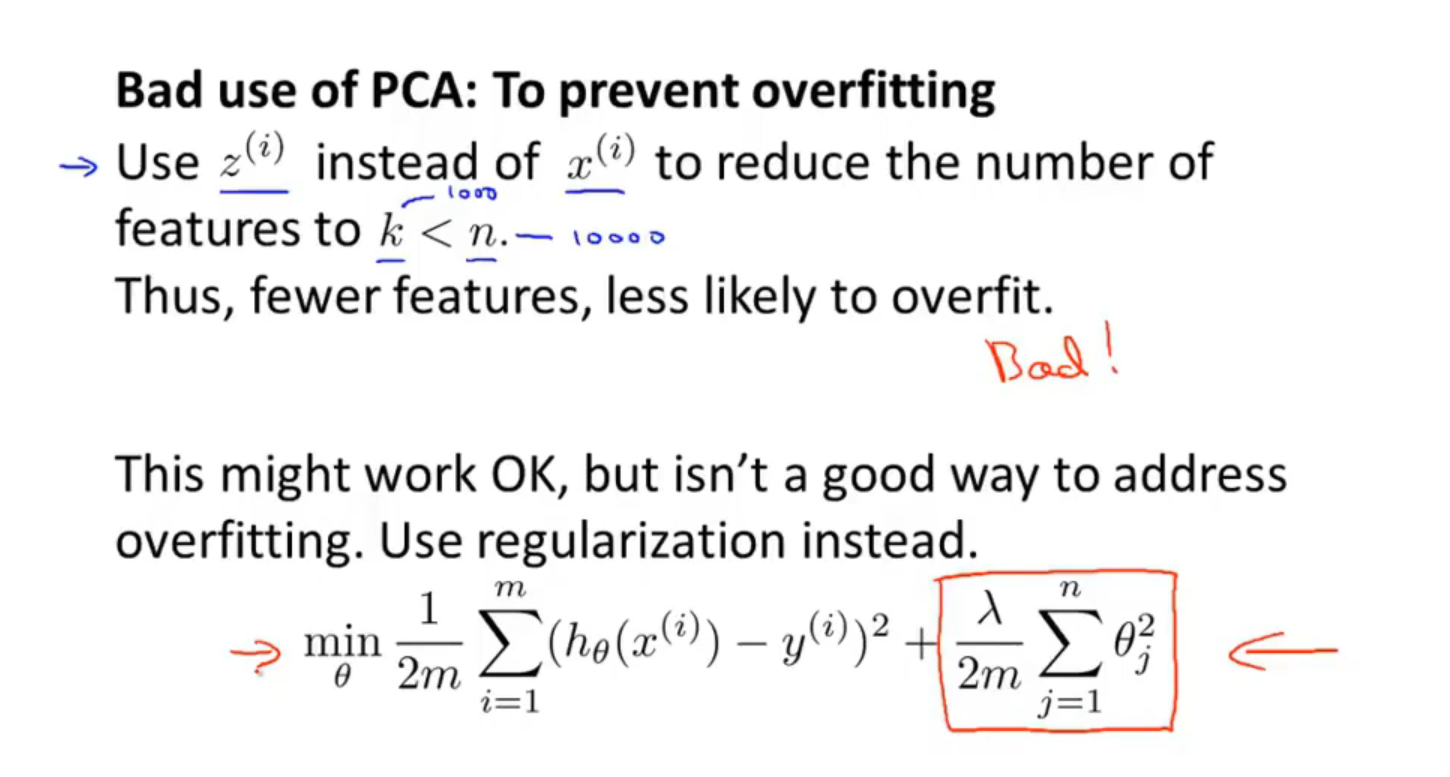 Bad use of PCA: To prevent overfitting
→ Use z^{(i)} instead of x^{(i)} to reduce the number of
1000
features to k < n. — 10000
Thus, fewer features, less likely to overfit.
Bad!
This might work OK, but isn’t a good way to address
overfitting. Use regularization instead.
→ \min_{\theta} \frac{1}{2m} \sum_{i=1}^{m} (h_{\theta}(x^{(i)}) - y^{(i)})^2 + \frac{\lambda}{2m} \sum_{j=1}^{n} \theta_j^2 ←